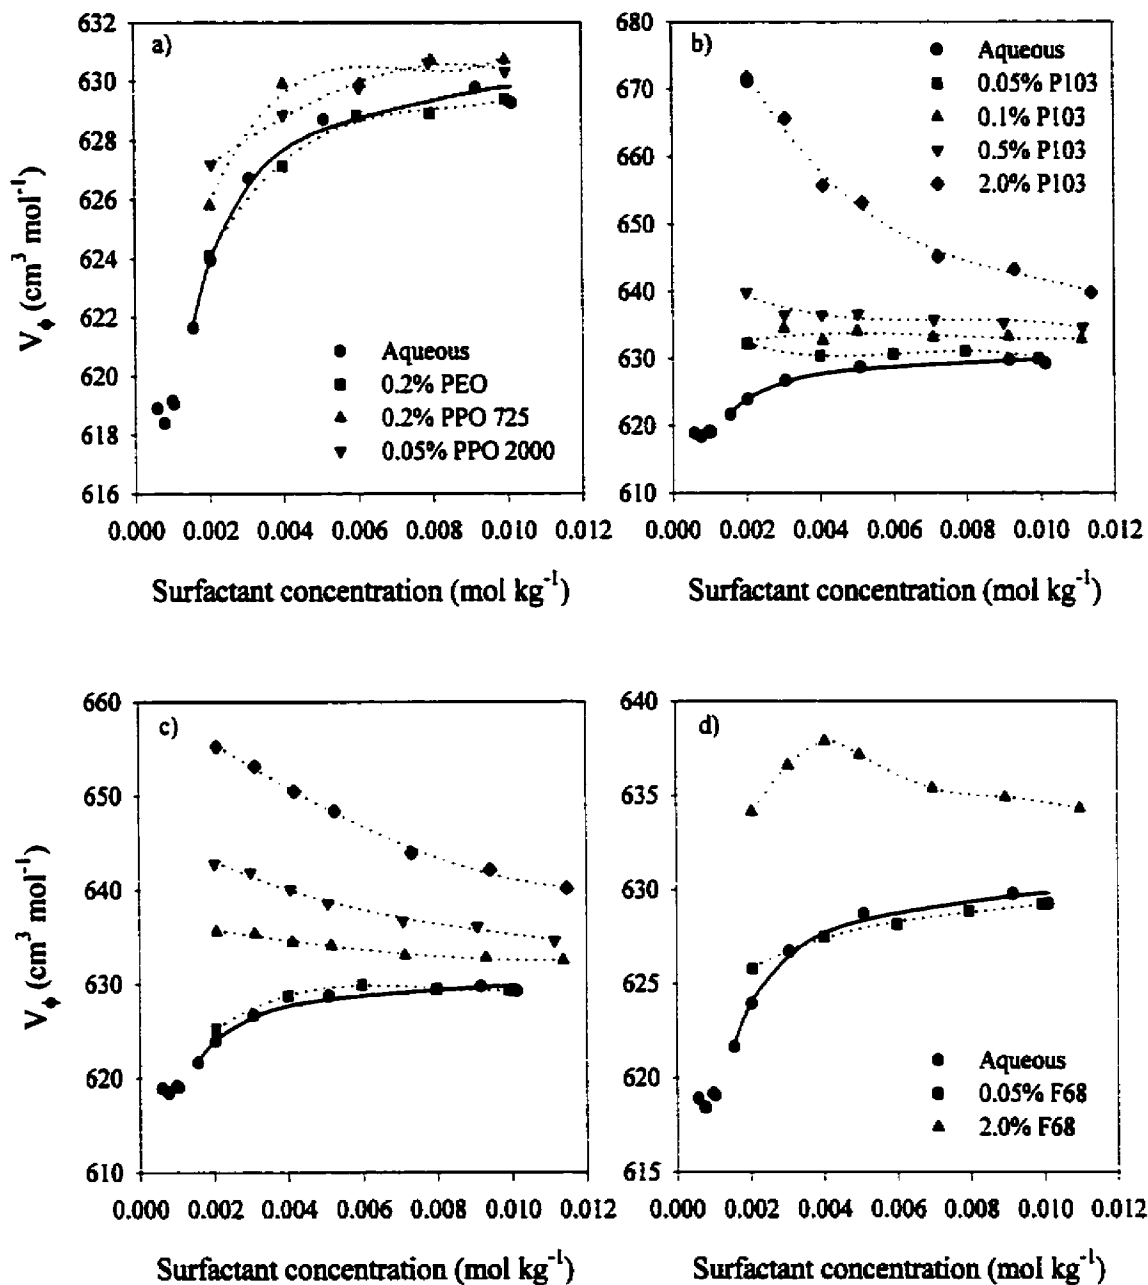 a)
632
630
628
626
624
622
620
618
616
Vϕ (cm³ mol⁻¹)
Aqueous
0.2% PEO
0.2% PPO 725
0.05% PPO 2000
0.000 0.002 0.004 0.006 0.008 0.010 0.012
Surfactant concentration (mol kg⁻¹)
b)
680
670
660
650
640
630
620
610
Aqueous
0.05% P103
0.1% P103
0.5% P103
2.0% P103
0.000 0.002 0.004 0.006 0.008 0.010 0.012
Surfactant concentration (mol kg⁻¹)
c)
660
650
640
630
620
610
Vϕ (cm³ mol⁻¹)
0.000 0.002 0.004 0.006 0.008 0.010 0.012
Surfactant concentration (mol kg⁻¹)
d)
640
635
630
625
620
615
Aqueous
0.05% F68
2.0% F68
0.000 0.002 0.004 0.006 0.008 0.010 0.012
Surfactant concentration (mol kg⁻¹)